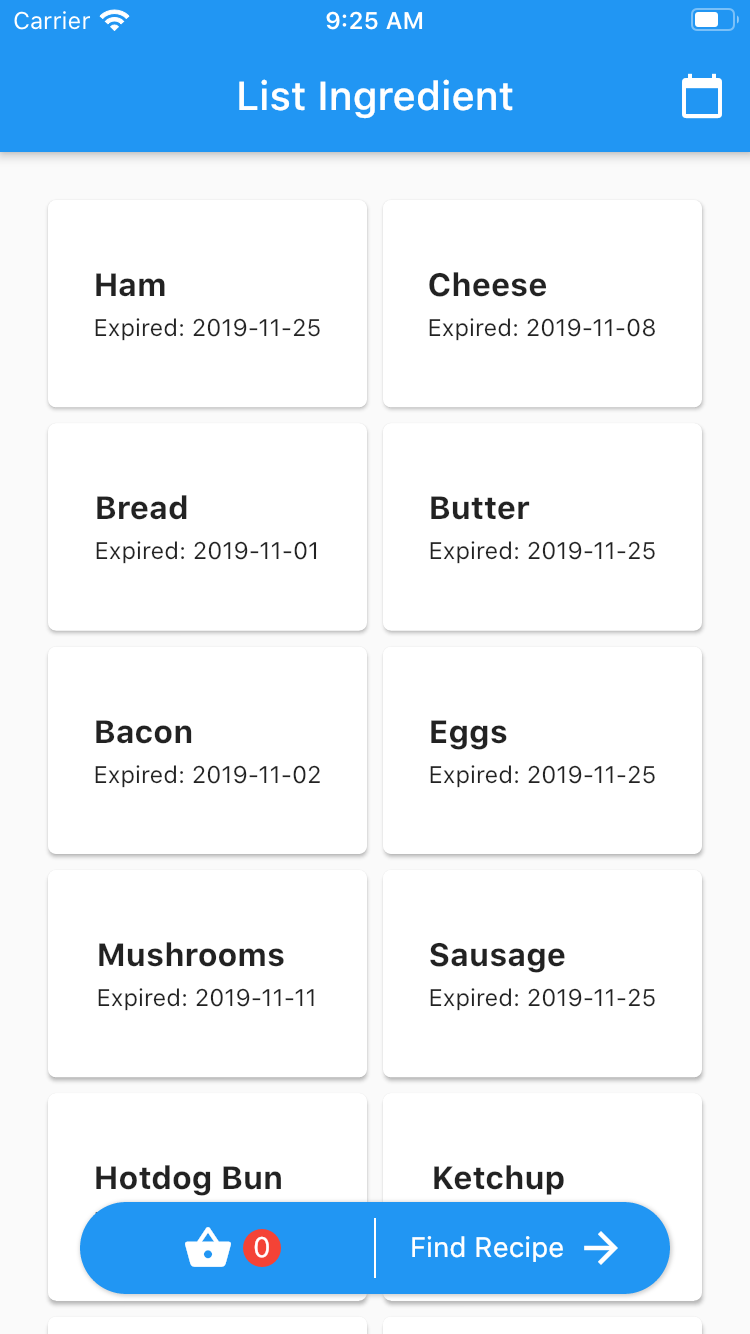 Carrier 9:25 AM
List Ingredient
Ham
Expired: 2019-11-25
Cheese
Expired: 2019-11-08
Bread
Expired: 2019-11-01
Butter
Expired: 2019-11-25
Bacon
Expired: 2019-11-02
Eggs
Expired: 2019-11-25
Mushrooms
Expired: 2019-11-11
Sausage
Expired: 2019-11-25
Hotdog Bun
Ketchup
0
Find Recipe